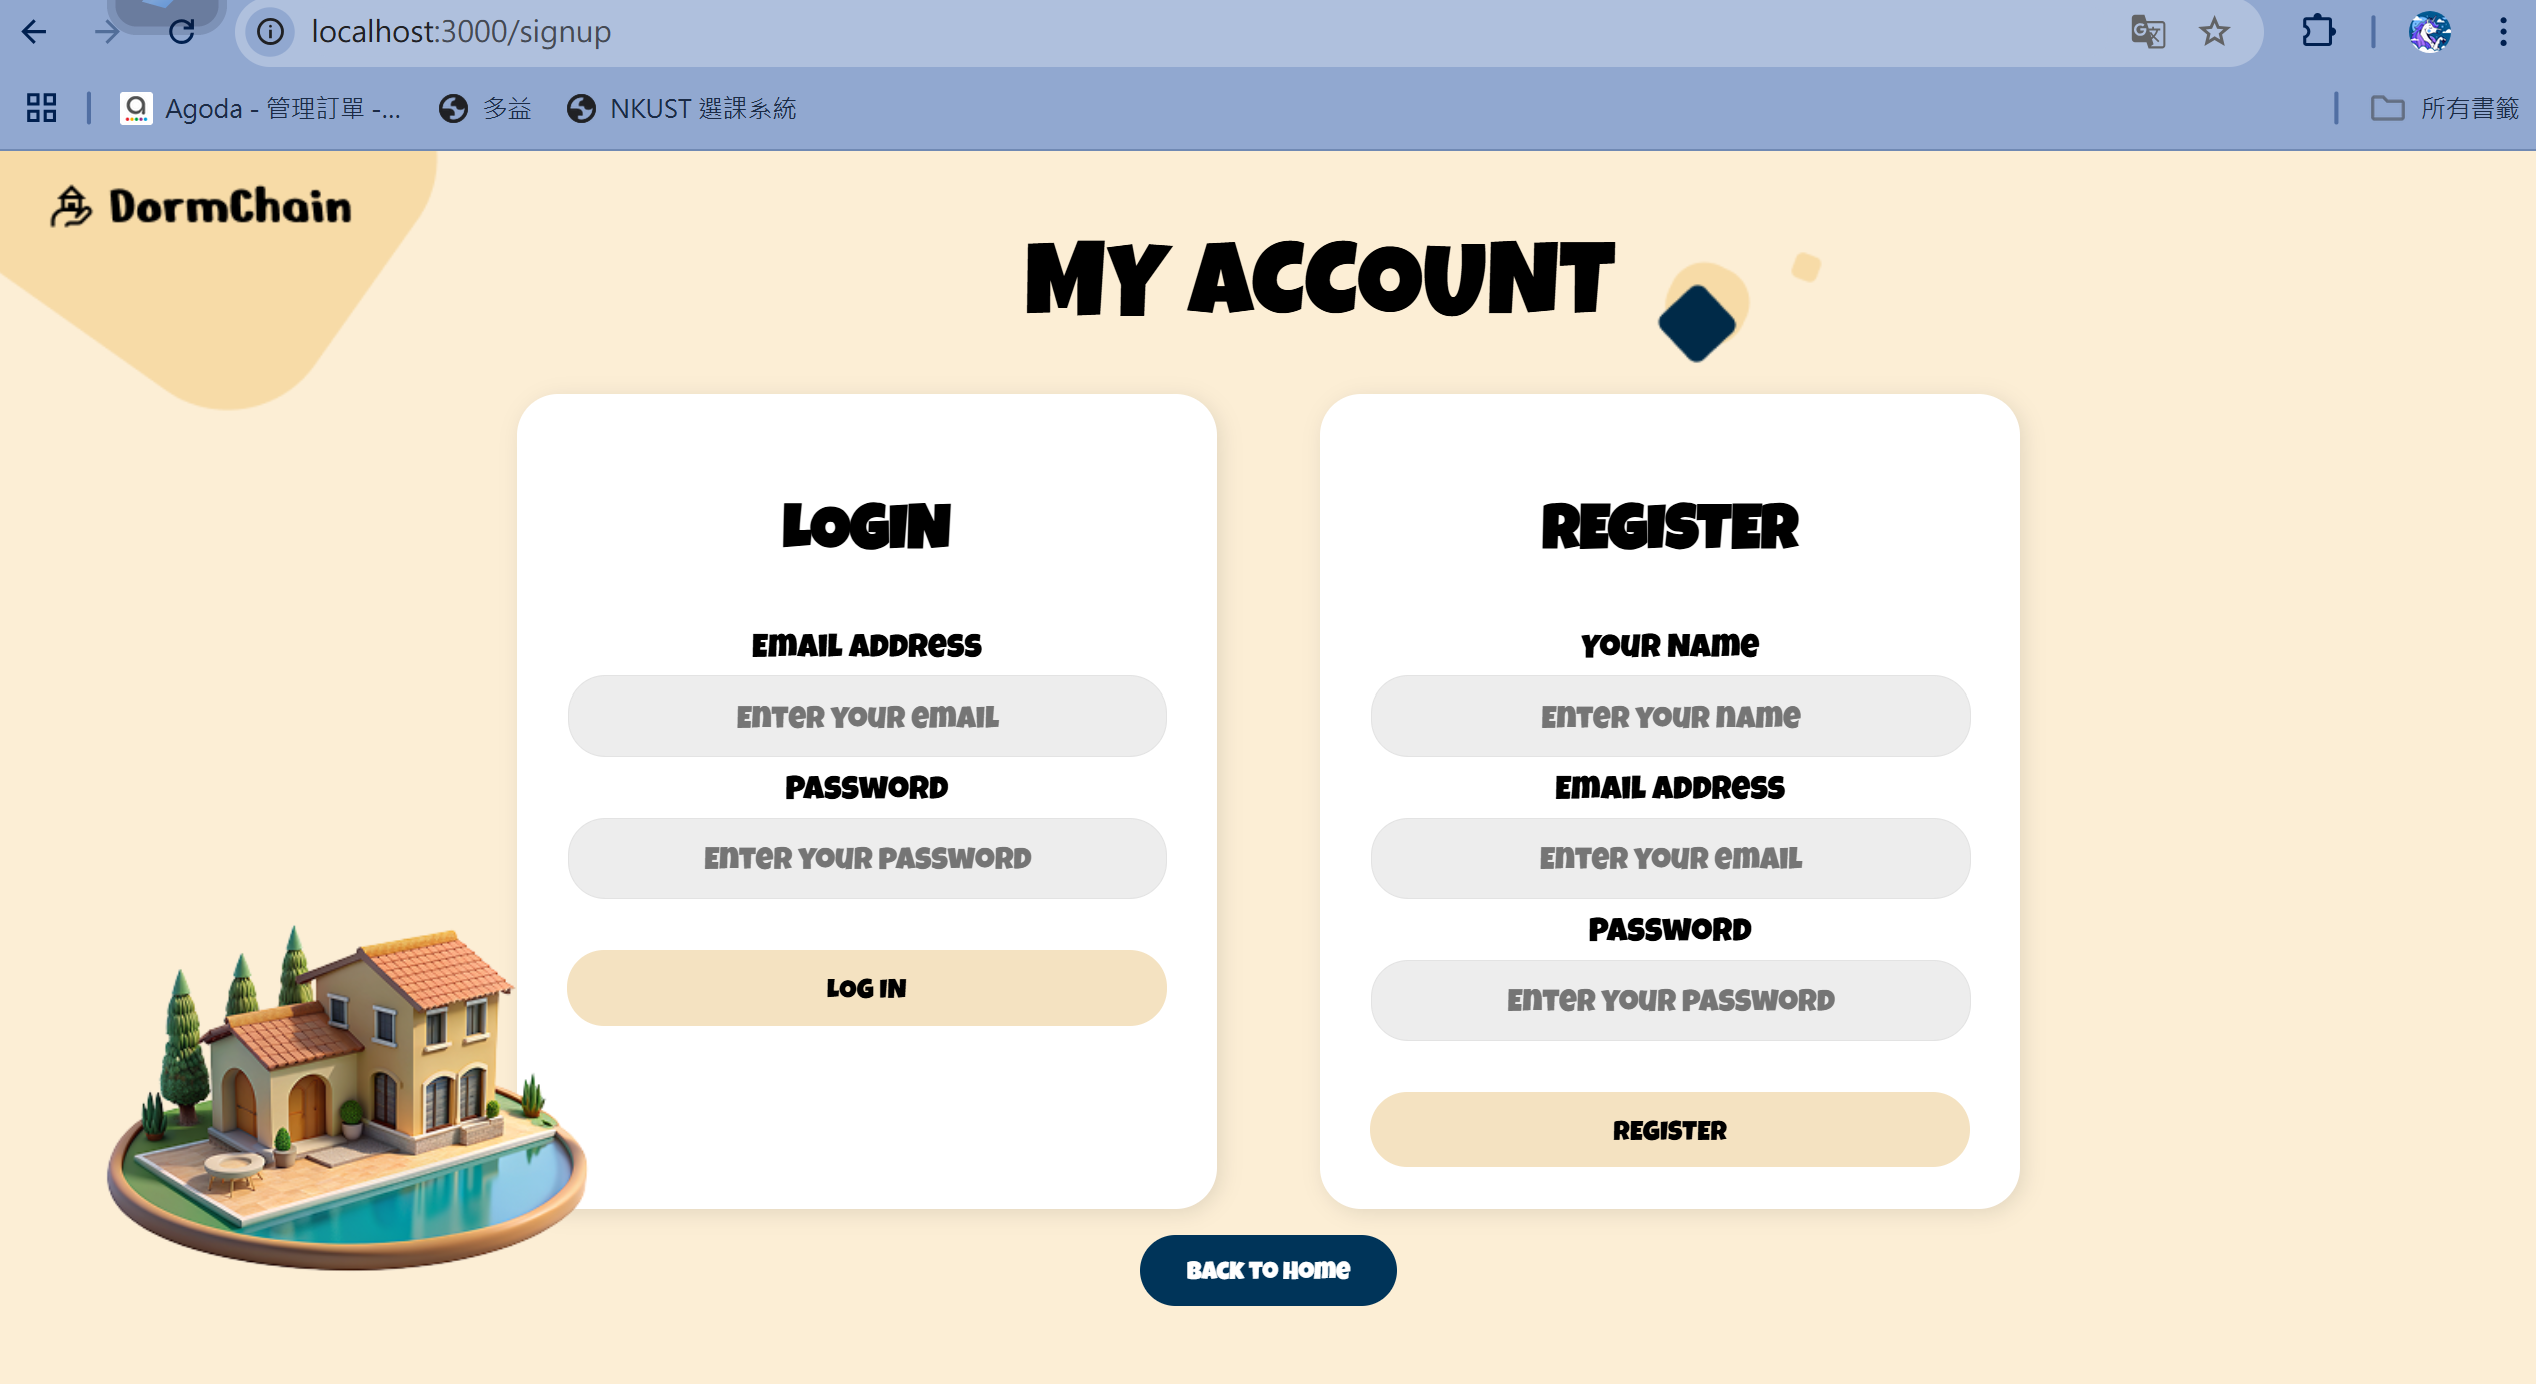 localhost:3000/signup
Agoda - 管理訂單 -...
多益
NKUST 選課系統
所有書籤
DormChain
MY ACCOUNT
LOGIN
Email Address
Enter your email
Password
Enter your password
LOG IN
REGISTER
Your Name
Enter your name
Email Address
Enter your email
Password
Enter your password
REGISTER
Back to Home